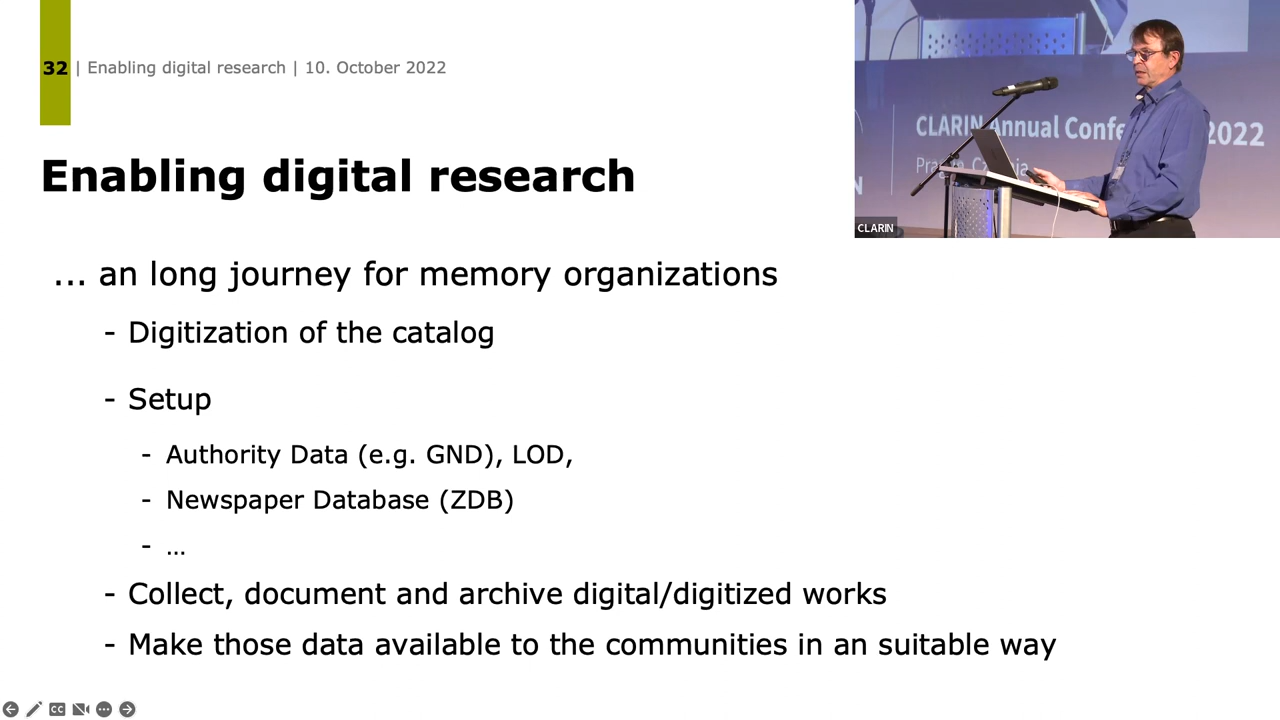 32 | Enabling digital research | 10. October 2022
Enabling digital research
... an long journey for memory organizations
- Digitization of the catalog
- Setup
- Authority Data (e.g. GND), LOD,
- Newspaper Database (ZDB)
- ...
- Collect, document and archive digital/digitized works
- Make those data available to the communities in an suitable way
CLARIN Annual Confe 2022
CLARIN
CC